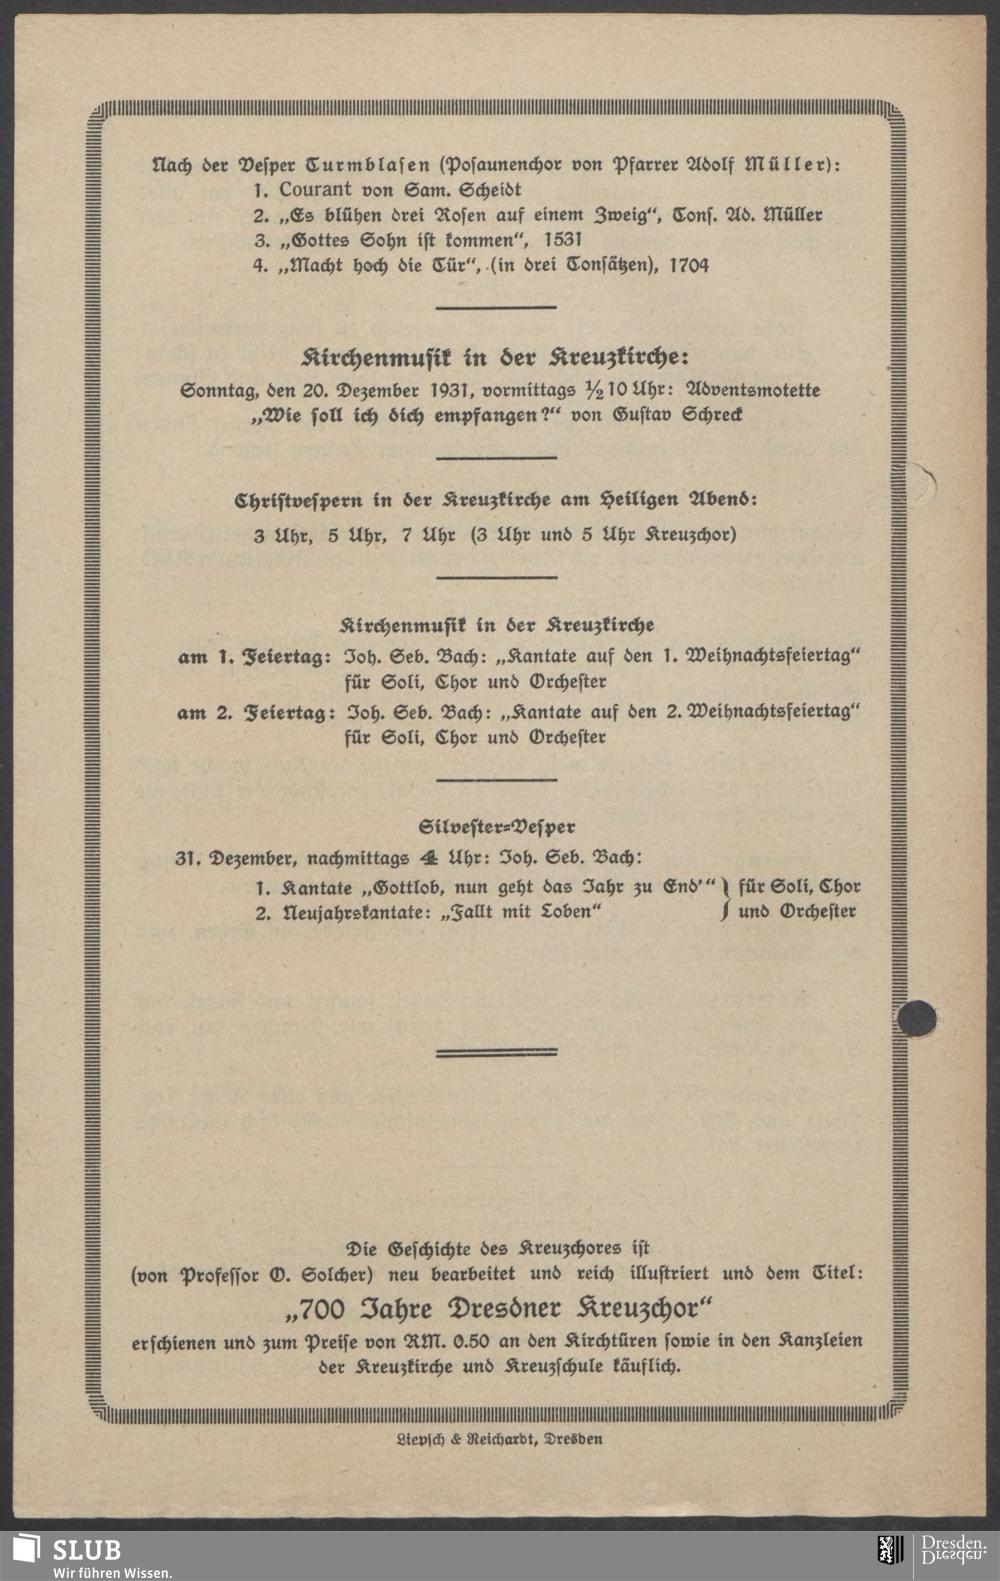 Nach der Vesper Turmblasen (Posaunenchor von Pfarrer Adolf Müller):
1. Courant von Sam. Scheidt
2. „Es blühen drei Rosen auf einem Zweig“, Tons. Ad. Müller
3. „Gottes Sohn ist kommen“, 1531
4. „Macht hoch die Tür“, (in drei Tonsätzen), 1704
Kirchenmusik in der Kreuzkirche:
Sonntag, den 20. Dezember 1931, vormittags ½10 Uhr: Adventsmotette
„Wie soll ich dich empfangen?“ von Gustav Schreck
Christvespern in der Kreuzkirche am Heiligen Abend:
3 Uhr, 5 Uhr, 7 Uhr (3 Uhr und 5 Uhr Kreuzchor)
Kirchenmusik in der Kreuzkirche
am 1. Feiertag: Joh. Seb. Bach: „Kantate auf den 1. Weihnachtsfeiertag“
für Soli, Chor und Orchester
am 2. Feiertag: Joh. Seb. Bach: „Kantate auf den 2. Weihnachtsfeiertag“
für Soli, Chor und Orchester
Silvester=Vesper
31. Dezember, nachmittags 4 Uhr: Joh. Seb. Bach:
1. Kantate „Gottlob, nun geht das Jahr zu End'“ } für Soli, Chor
2. Neujahrskantate: „Fallt mit Loben“ und Orchester
Die Geschichte des Kreuzchores ist
(von Professor O. Solcher) neu bearbeitet und reich illustriert und dem Titel:
„700 Jahre Dresdner Kreuzchor“
erschienen und zum Preise von RM. 0.50 an den Kirchtüren sowie in den Kanzleien
der Kreuzkirche und Kreuzschule käuflich.
Liepsch & Reichardt, Dresden
SLUB
Wir führen Wissen.
Dresden.
Dresden.